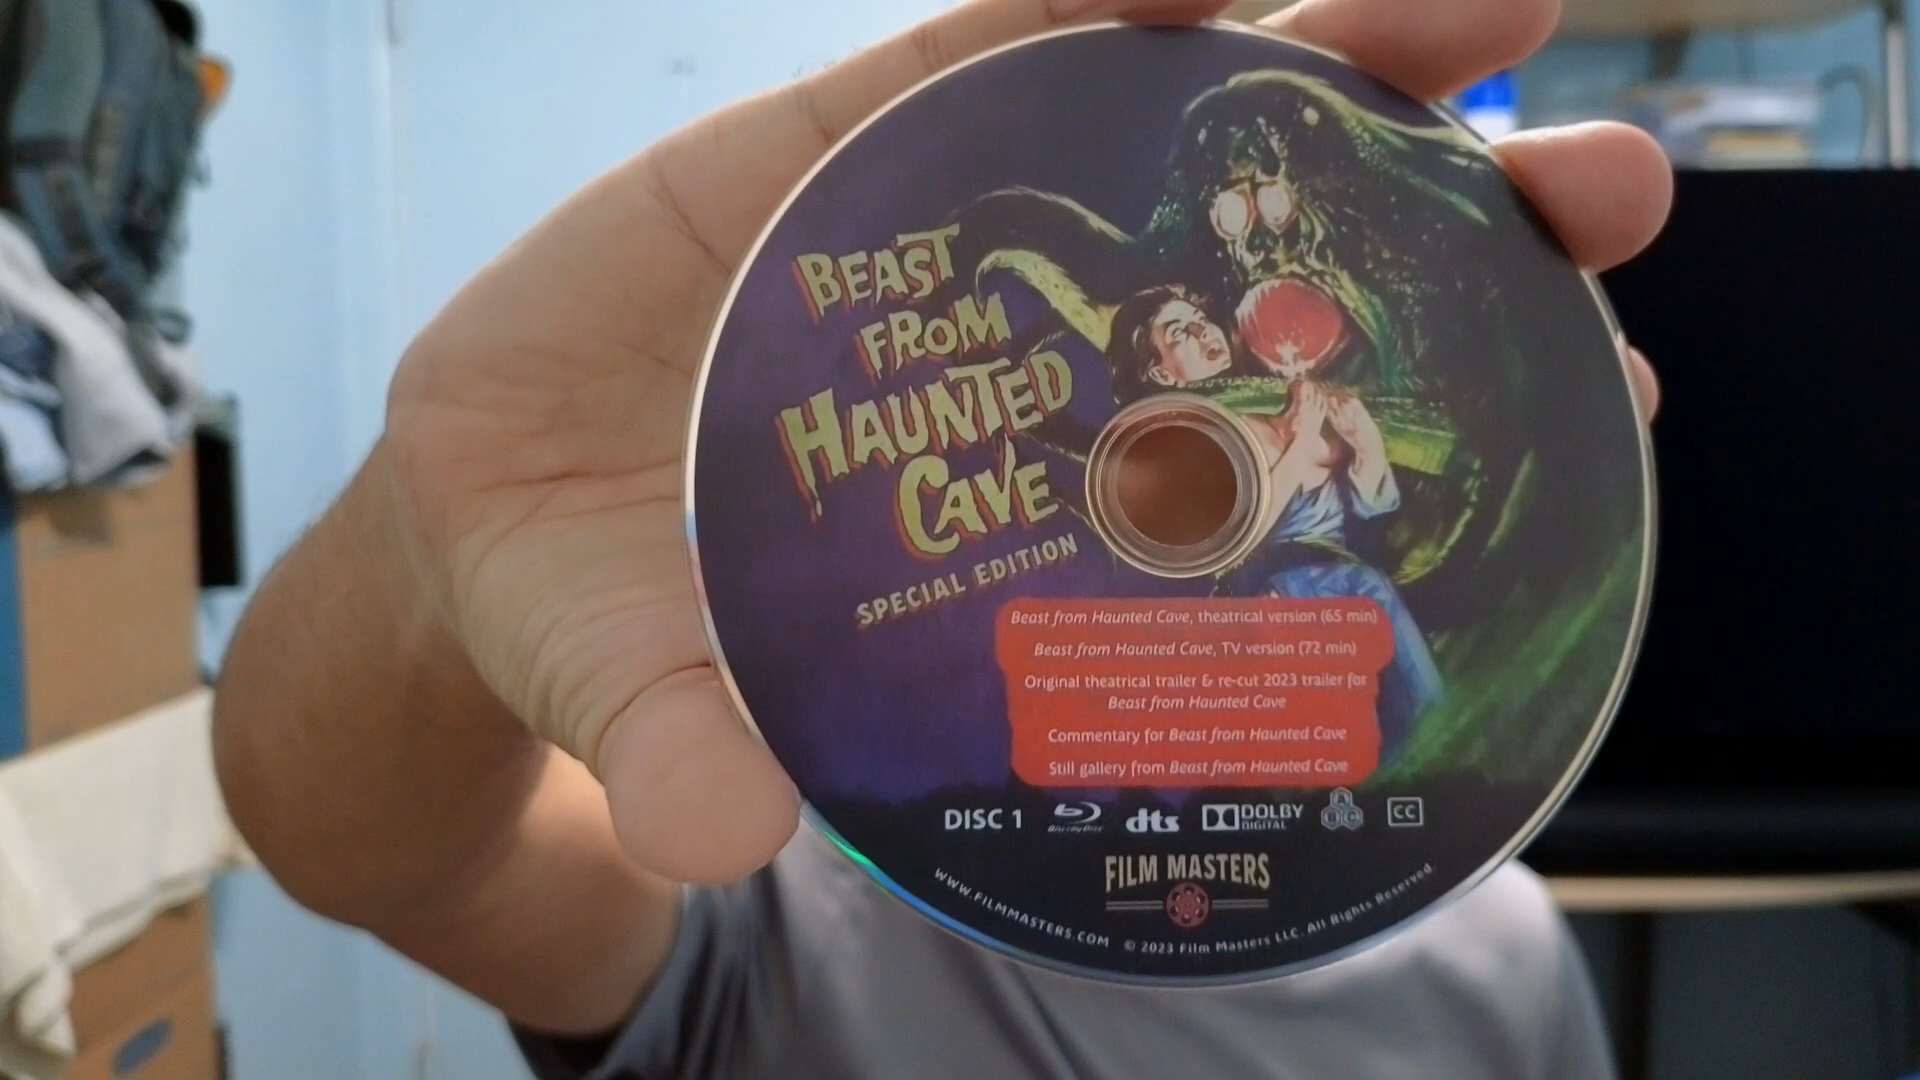 BEAST
FROM
HAUNTED
CAVE
SPECIAL EDITION
Beast from Haunted Cave, theatrical version (65 min)
Beast from Haunted Cave, TV version (72 min)
Original theatrical trailer & re-cut 2023 trailer for
Beast from Haunted Cave
Commentary for Beast from Haunted Cave
Still gallery from Beast from Haunted Cave
DISC 1 Blu-ray Disc dts DOLBY DIGITAL ABC CC
FILM MASTERS
WWW.FILMMASTERS.COM © 2023 Film Masters LLC. All Rights Reserved.